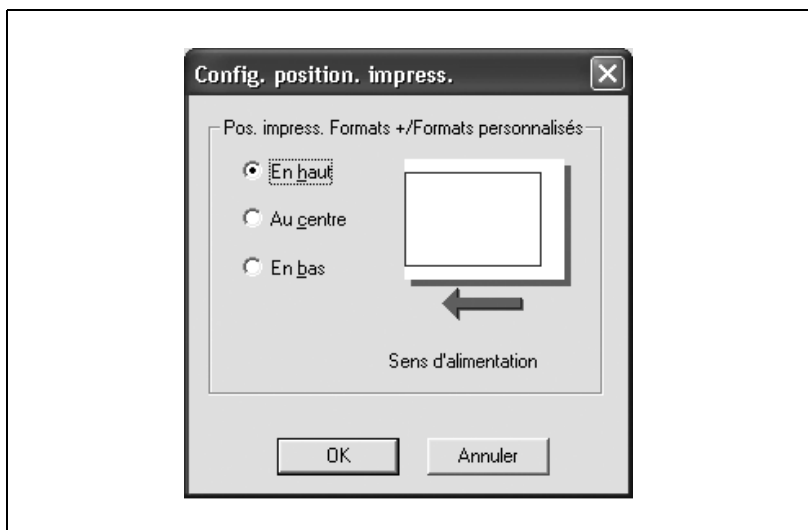 Config. position. impress.
Pos. impress. Formats +/Formats personnalisés
En haut
Au centre
En bas
Sens d'alimentation
OK
Annuler